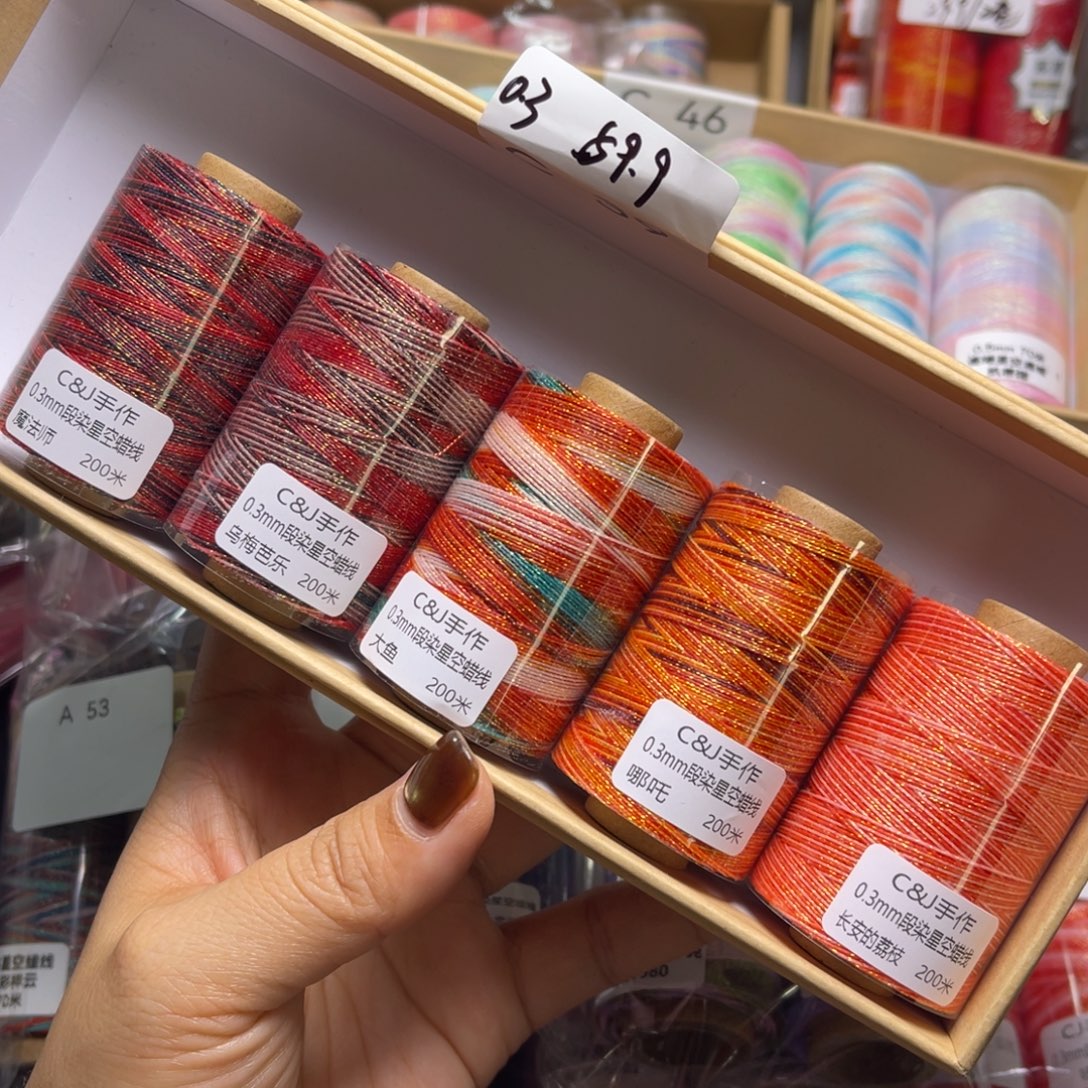 0.3 59.9
C 46
C&J手作
0.3mm段染星空蜡线
魔法师
200米
C&J手作
0.3mm段染星空蜡线
乌梅芭乐 200米
C&J手作
0.3mm段染星空蜡线
大鱼
200米
C&J手作
0.3mm段染星空蜡线
哪吒
200米
C&J手作
0.3mm段染星空蜡线
长安的荔枝 200米
A 53